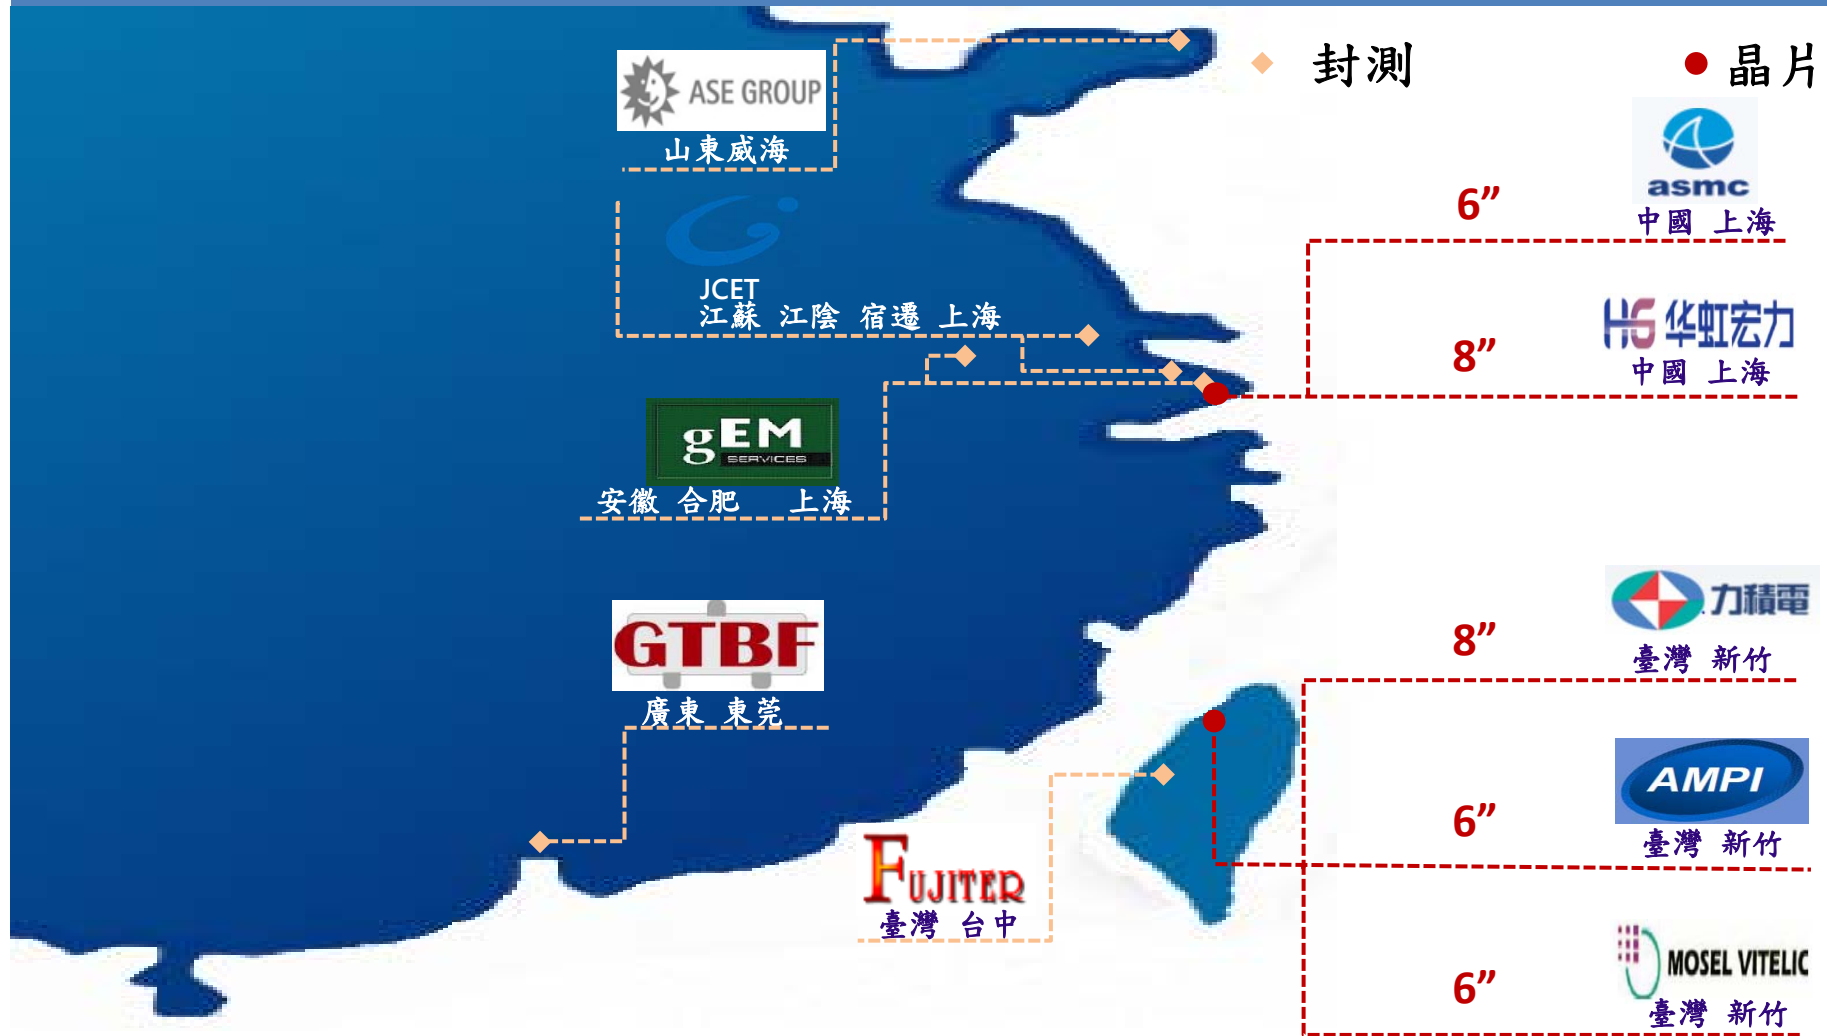 封測
晶片
ASE GROUP
山東威海
asmc
6”
中國 上海
JCET
江蘇 江陰 宿遷 上海
HG 华虹宏力
8”
中國 上海
gEM
SERVICES
安徽 合肥 上海
力積電
8”
臺灣 新竹
GTBF
廣東 東莞
AMPI
6”
臺灣 新竹
FUJITER
臺灣 台中
MOSEL VITELIC
6”
臺灣 新竹